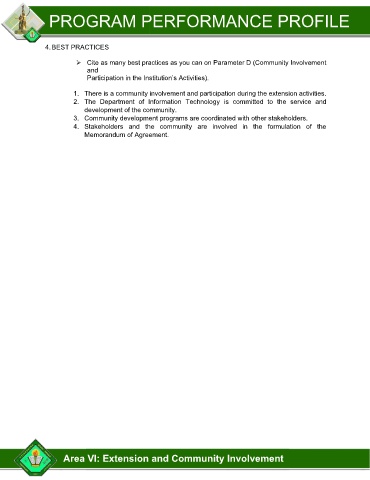 PROGRAM PERFORMANCE PROFILE
4. BEST PRACTICES
➢ Cite as many best practices as you can on Parameter D (Community Involvement
and
Participation in the Institution's Activities).
1. There is a community involvement and participation during the extension activities.
2. The Department of Information Technology is committed to the service and
development of the community.
3. Community development programs are coordinated with other stakeholders.
4. Stakeholders and the community are involved in the formulation of the
Memorandum of Agreement.
Area VI: Extension and Community Involvement